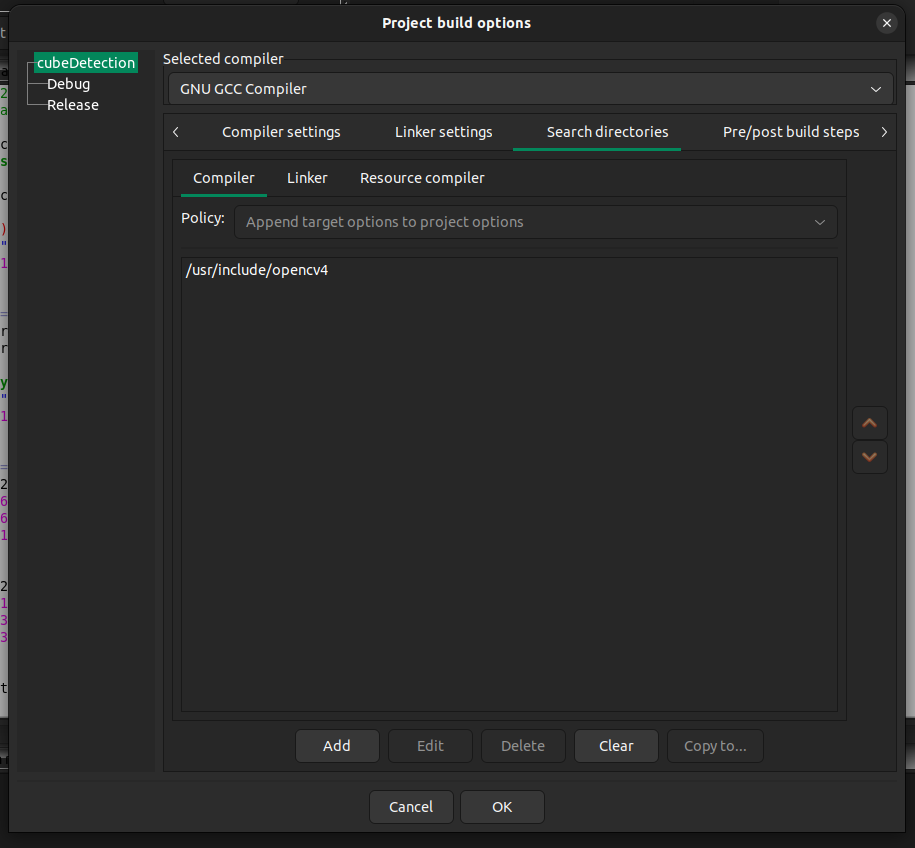 Project build options
cubeDetection
Debug
Release
Selected compiler
GNU GCC Compiler
Compiler settings
Linker settings
Search directories
Pre/post build steps
Compiler
Linker
Resource compiler
Policy:
Append target options to project options
/usr/include/opencv4
Add
Edit
Delete
Clear
Copy to...
Cancel
OK